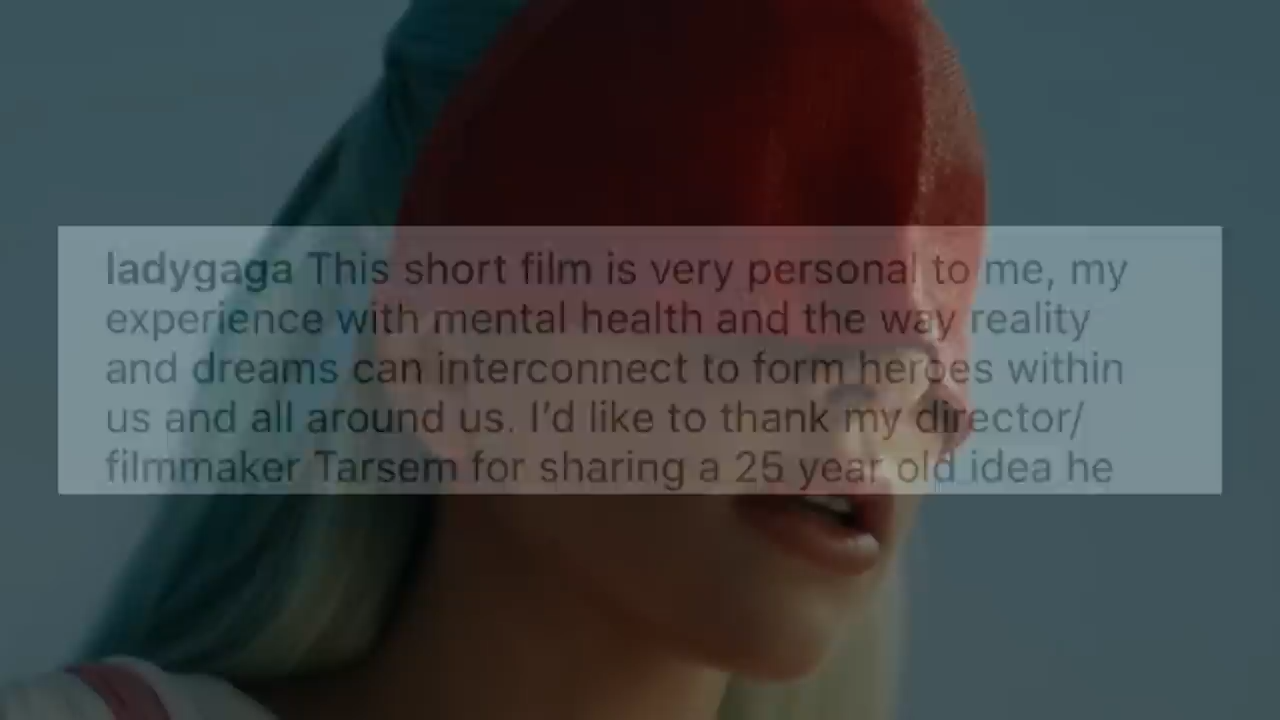 ladygaga This short film is very personal to me, my
experience with mental health and the way reality
and dreams can interconnect to form heroes within
us and all around us. I’d like to thank my director/
filmmaker Tarsem for sharing a 25 year old idea he